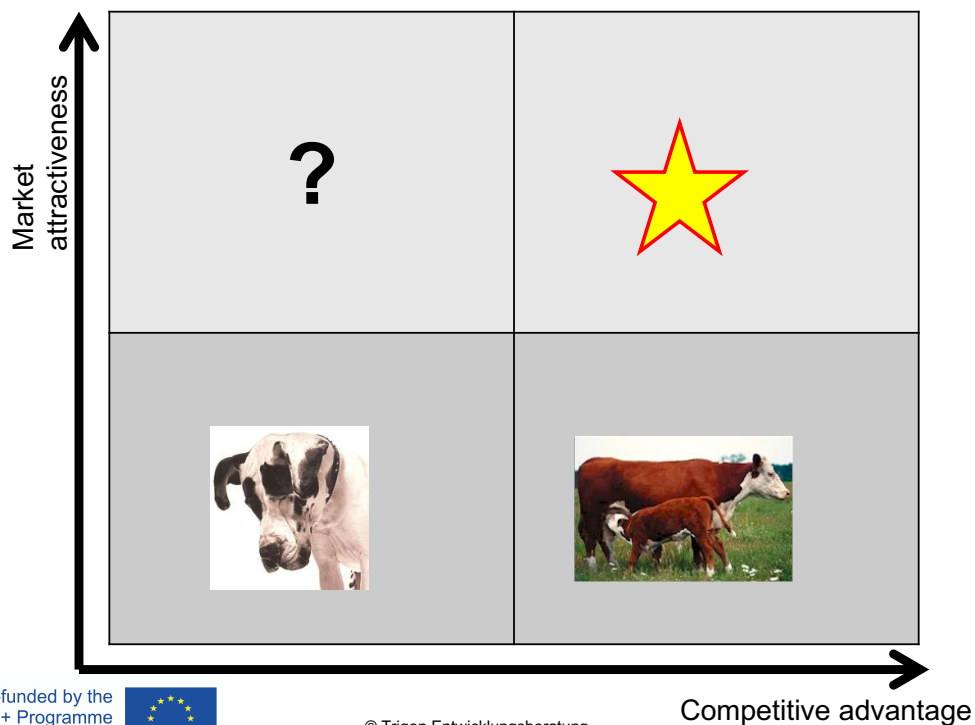 Market
attractiveness
?
-funded by the
+ Programme
© Trigon Entwicklungsberatung
Competitive advantage